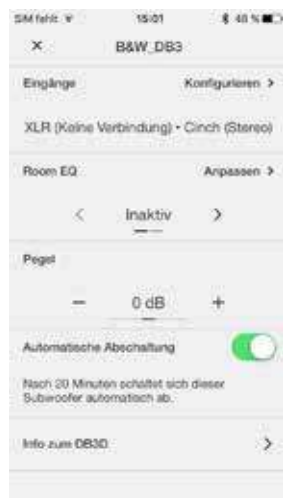 SIM fehlt 15:01 48 %
× B&W_DB3
Eingänge Konfigurieren >
XLR (Keine Verbindung) • Cinch (Stereo)
Room EQ Anpassen >
< Inaktiv >
Pegel
− 0 dB +
Automatische Abschaltung
Nach 20 Minuten schaltet sich dieser
Subwoofer automatisch ab.
Info zum DB3D >